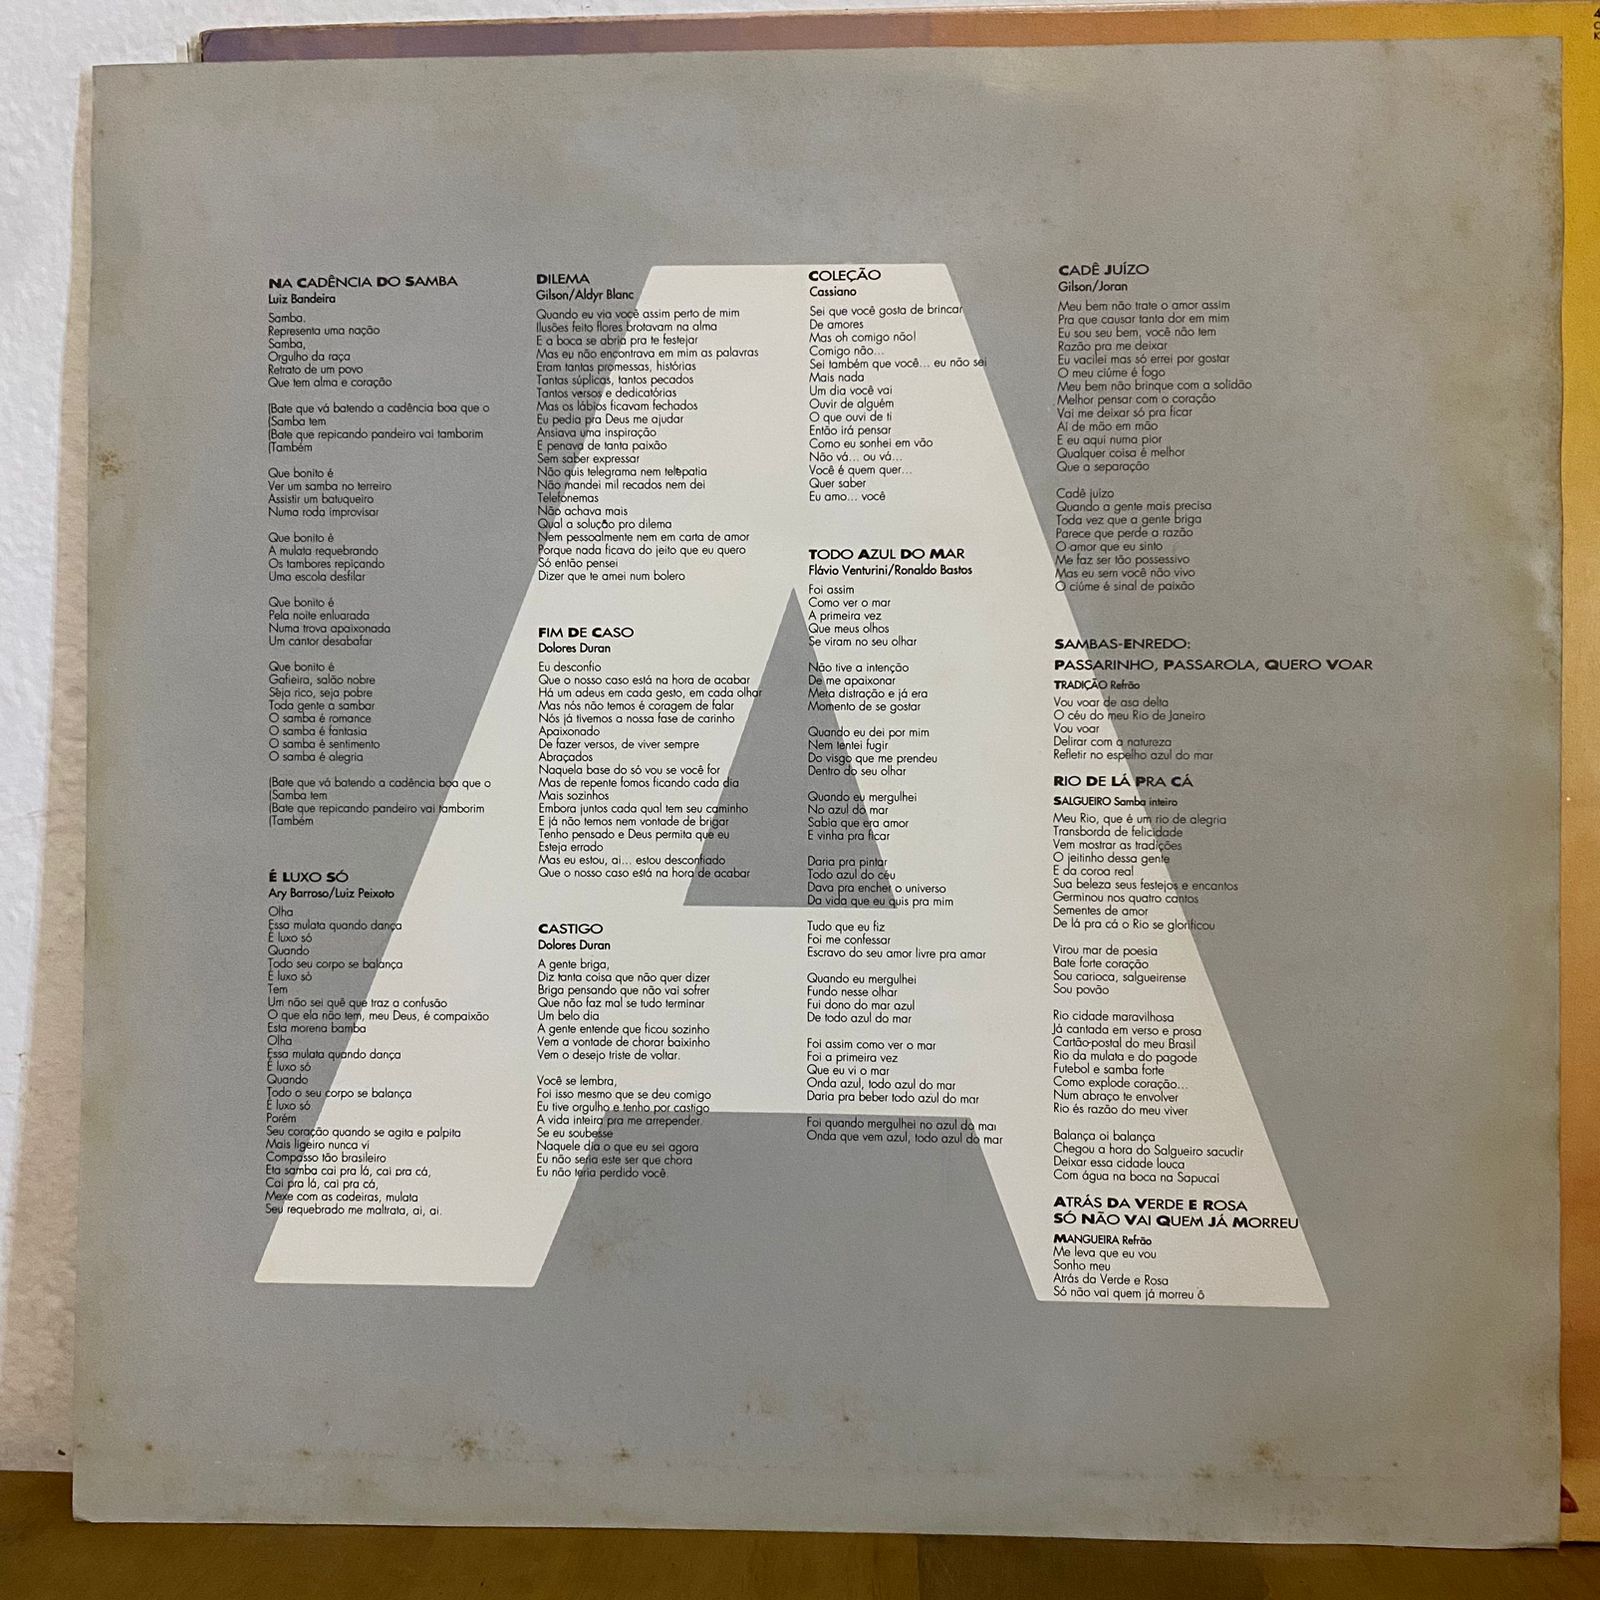 NA CADÊNCIA DO SAMBA
Luiz Bandeira
Samba.
Representa uma nação
Samba,
Orgulho da raça
Retrato de um povo
Que tem alma e coração
(Bate que vá batendo a cadência boa que o
(Samba tem
(Bate que repicando pandeiro vai tamborim
(Também
Que bonito é
Ver um samba no terreiro
Assistir um batuqueiro
Numa roda improvisar
Que bonito é
A mulata requebrando
Os tambores repicando
Uma escola desfilar
Que bonito é
Pela noite enluarada
Numa trova apaixonada
Um cantor desabafar
Que bonito é
Gafieira, salão nobre
Seja rico, seja pobre
Toda gente a sambar
O samba é romance
O samba é fantasia
O samba é sentimento
O samba é alegria
(Bate que vá batendo a cadência boa que o
(Samba tem
(Bate que repicando pandeiro vai tamborim
(Também
É LUXO SÓ
Ary Barroso/Luiz Peixoto
Olha
Essa mulata quando dança
É luxo só
Quando
Todo seu corpo se balança
É luxo só
Tem
Um não sei quê que traz a confusão
O que ela não tem, meu Deus, é compaixão
Esta morena bamba
Olha
Essa mulata quando dança
É luxo só
Quando
Todo o seu corpo se balança
É luxo só
Porém
Seu coração quando se agita e palpita
Mais ligeiro nunca vi
Compasso tão brasileiro
Eta samba cai pra lá, cai pra cá,
Cai pra lá, cai pra cá,
Mexe com as cadeiras, mulata
Seu requebrado me maltrata, ai, ai.
DILEMA
Gilson/Aldyr Blanc
Quando eu via você assim perto de mim
Ilusões feito flores brotavam na alma
E a boca se abria pra te festejar
Mas eu não encontrava em mim as palavras
Eram tantas promessas, histórias
Tantas súplicas, tantos pecados
Tantos versos e dedicatórias
Mas os lábios ficavam fechados
Eu pedia pra Deus me ajudar
Ansiava uma inspiração
E penava de tanta paixão
Sem saber expressar
Não quis telegrama nem telepatia
Não mandei mil recados nem dei
Telefonemas
Não achava mais
Qual a solução pro dilema
Nem pessoalmente nem em carta de amor
Porque nada ficava do jeito que eu quero
Só então pensei
Dizer que te amei num bolero
FIM DE CASO
Dolores Duran
Eu desconfio
Que o nosso caso está na hora de acabar
Há um adeus em cada gesto, em cada olhar
Mas nós não temos é coragem de falar
Nós já tivemos a nossa fase de carinho
Apaixonado
De fazer versos, de viver sempre
Abraçados
Naquela base do só vou se você for
Mas de repente fomos ficando cada dia
Mais sozinhos
Embora juntos cada qual tem seu caminho
E já não temos nem vontade de brigar
Tenho pensado e Deus permita que eu
Esteja errado
Mas eu estou, ai... estou desconfiado
Que o nosso caso está na hora de acabar
CASTIGO
Dolores Duran
A gente briga,
Diz tanta coisa que não quer dizer
Briga pensando que não vai sofrer
Que não faz mal se tudo terminar
Um belo dia
A gente entende que ficou sozinho
Vem a vontade de chorar baixinho
Vem o desejo triste de voltar.
Você se lembra,
Foi isso mesmo que se deu comigo
Eu tive orgulho e tenho por castigo
A vida inteira pra me arrepender.
Se eu soubesse
Naquele dia o que eu sei agora
Eu não seria este ser que chora
Eu não teria perdido você.
COLEÇÃO
Cassiano
Sei que você gosta de brincar
De amores
Mas oh comigo não!
Comigo não...
Sei também que você... eu não sei
Mais nada
Um dia você vai
Ouvir de alguém
O que ouvi de ti
Então irá pensar
Como eu sonhei em vão
Não vá... ou vá...
Você é quem quer...
Quer saber
Eu amo... você
TODO AZUL DO MAR
Flávio Venturini/Ronaldo Bastos
Foi assim
Como ver o mar
A primeira vez
Que meus olhos
Se viram no seu olhar
Não tive a intenção
De me apaixonar
Mera distração e já era
Momento de se gostar
Quando eu dei por mim
Nem tentei fugir
Do visgo que me prendeu
Dentro do seu olhar
Quando eu mergulhei
No azul do mar
Sabia que era amor
E vinha pra ficar
Daria pra pintar
Todo azul do céu
Dava pra encher o universo
Da vida que eu quis pra mim
Tudo que eu fiz
Foi me confessar
Escravo do seu amor livre pra amar
Quando eu mergulhei
Fundo nesse olhar
Fui dono do mar azul
De todo azul do mar
Foi assim como ver o mar
Foi a primeira vez
Que eu vi o mar
Onda azul, todo azul do mar
Daria pra beber todo azul do mar
Foi quando mergulhei no azul do mar
Onda que vem azul, todo azul do mar
CADÊ JUÍZO
Gilson/Joran
Meu bem não trate o amor assim
Pra que causar tanta dor em mim
Eu sou seu bem, você não tem
Razão pra me deixar
Eu vacilei mas só errei por gostar
O meu ciúme é fogo
Meu bem não brinque com a solidão
Melhor pensar com o coração
Vai me deixar só pra ficar
Aí de mão em mão
E eu aqui numa pior
Qualquer coisa é melhor
Que a separação
Cadê juízo
Quando a gente mais precisa
Toda vez que a gente briga
Parece que perde a razão
O amor que eu sinto
Me faz ser tão possessivo
Mas eu sem você não vivo
O ciúme é sinal de paixão
SAMBAS-ENREDO:
PASSARINHO, PASSAROLA, QUERO VOAR
TRADIÇÃO Refrão
Vou voar de asa delta
O céu do meu Rio de Janeiro
Vou voar
Delirar com a natureza
Refletir no espelho azul do mar
RIO DE LÁ PRA CÁ
SALGUEIRO Samba inteiro
Meu Rio, que é um rio de alegria
Transborda de felicidade
Vem mostrar as tradições
O jeitinho dessa gente
E da coroa real
Sua beleza seus festejos e encantos
Germinou nos quatro cantos
Sementes de amor
De lá pra cá o Rio se glorificou
Virou mar de poesia
Bate forte coração
Sou carioca, salgueirense
Sou povão
Rio cidade maravilhosa
Já cantada em verso e prosa
Cartão-postal do meu Brasil
Rio da mulata e do pagode
Futebol e samba forte
Como explode coração...
Num abraço te envolver
Rio és razão do meu viver
Balança oi balança
Chegou a hora do Salgueiro sacudir
Deixar essa cidade louca
Com água na boca na Sapucaí
ATRÁS DA VERDE E ROSA
SÓ NÃO VAI QUEM JÁ MORREU
MANGUEIRA Refrão
Me leva que eu vou
Sonho meu
Atrás da Verde e Rosa
Só não vai quem já morreu ô